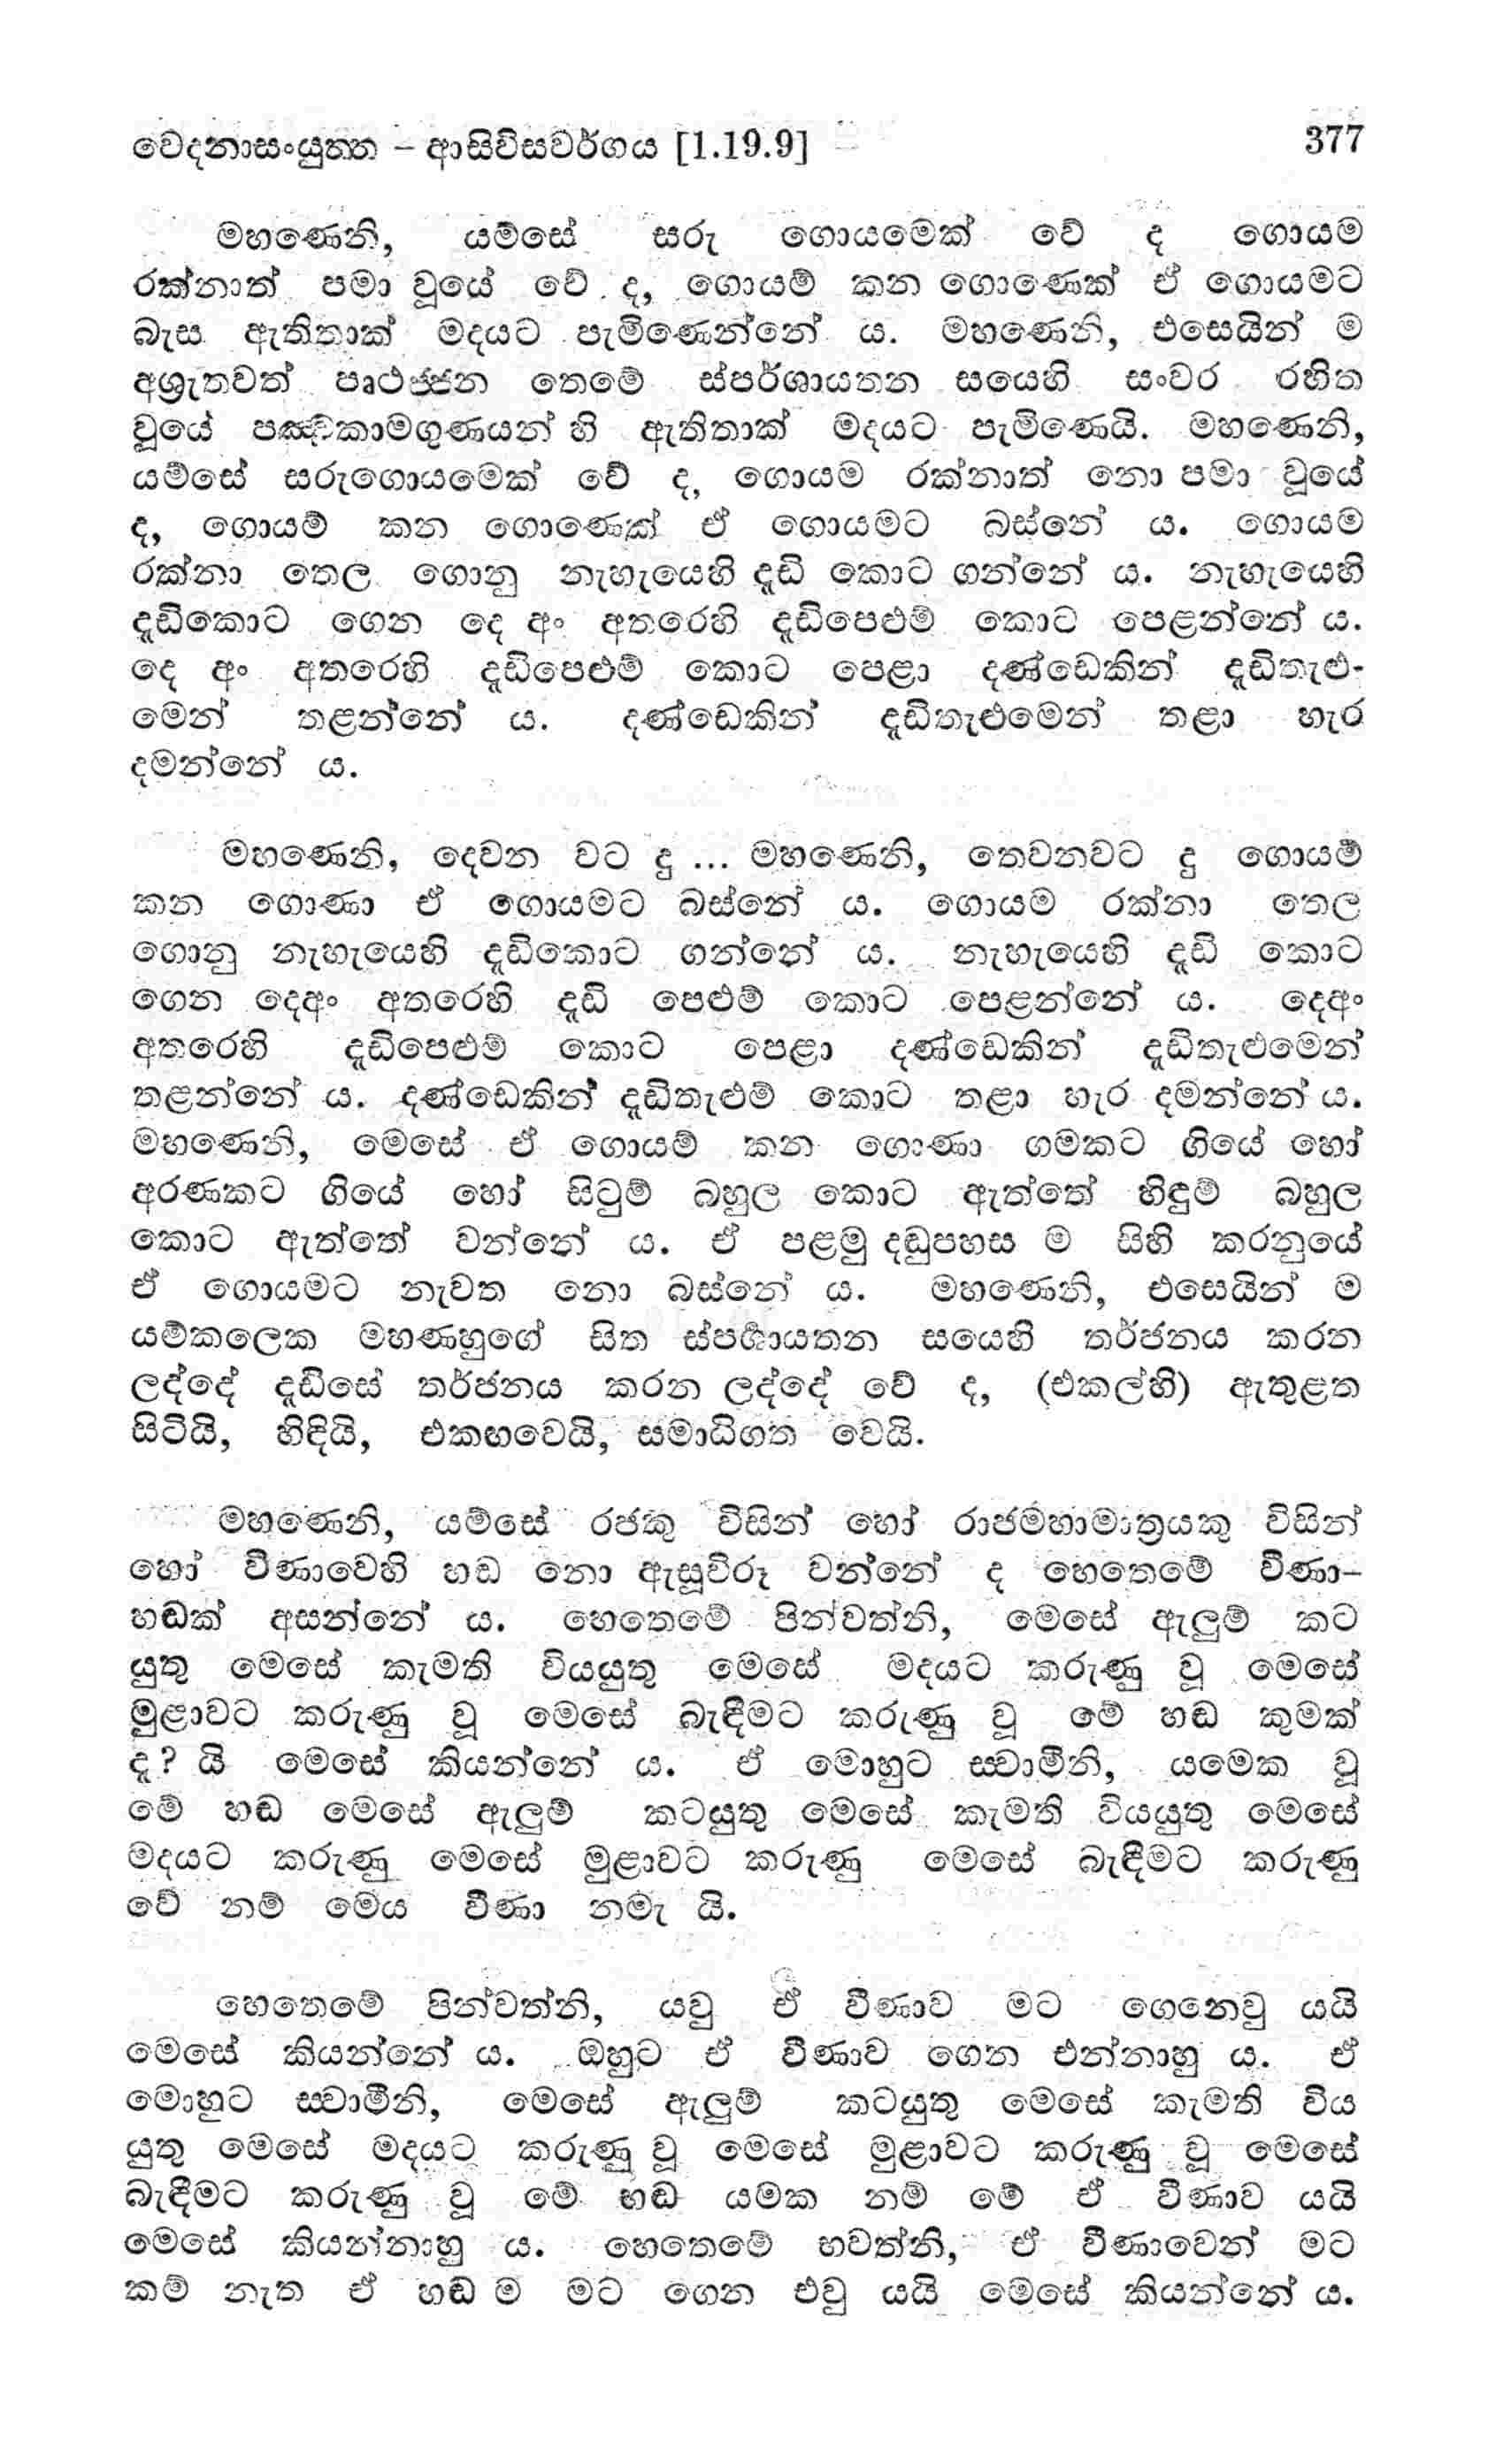 වෙදනාසංයුත්ත – ආසිවිසවර්ගය [1.19.9] 377
මහණෙනි, යම්සේ සරු ගොයමෙක් වේ ද ගොයම
රක්නාත් පමා වූයේ වේ ද, ගොයම් කන ගොණෙක් ඒ ගොයමට
බැස ඇතිතාක් මදයට පැමිණෙන්නේ ය. මහණෙනි, එසෙයින් ම
අශ්‍රැතවත් පෘථජ්ජන තෙමේ ස්පර්ශායතන සයෙහි සංවර රහිත
වූයේ පඤ්චකාමගුණයන් හි ඇතිතාක් මදයට පැමිණෙයි. මහණෙනි,
යම්සේ සරුගොයමෙක් වේ ද, ගොයම රක්නාත් නො පමා වූයේ
ද, ගොයම් කන ගොණෙක් ඒ ගොයමට බස්නේ ය. ගොයම
රක්නා තෙල ගොනු නැහැයෙහි දැඩි කොට ගන්නේ ය. නැහැයෙහි
දැඩිකොට ගෙන දෙ අං අතරෙහි දැඩිපෙළුම් කොට පෙළන්නේ ය.
දෙ අං අතරෙහි දැඩිපෙළුම් කොට පෙළා දණ්ඩෙකින් දැඩිතැළු-
මෙන් තළන්නේ ය. දණ්ඩෙකින් දැඩිතැළුමෙන් තළා හැර
දමන්නේ ය.
මහණෙනි, දෙවන වට දු ... මහණෙනි, තෙවනවට දු ගොයම්
කන ගොණා ඒ ගොයමට බස්නේ ය. ගොයම රක්නා තෙල
ගොනු නැහැයෙහි දැඩිකොට ගන්නේ ය. නැහැයෙහි දැඩි කොට
ගෙන දෙඅං අතරෙහි දැඩි පෙළුම් කොට පෙළන්නේ ය. දෙඅං
අතරෙහි දැඩිපෙළුම් කොට පෙළා දණ්ඩෙකින් දැඩිතැළුමෙන්
තළන්නේ ය. දණ්ඩෙකින් දැඩිතැළුම් කොට තළා හැර දමන්නේ ය.
මහණෙනි, මෙසේ ඒ ගොයම් කන ගොණා ගමකට ගියේ හෝ
අරණකට ගියේ හෝ සිටුම් බහුල කොට ඇත්තේ හිඳුම් බහුල
කොට ඇත්තේ වන්නේ ය. ඒ පළමු දඬුපහස ම සිහි කරනුයේ
ඒ ගොයමට නැවත නො බස්නේ ය. මහණෙනි, එසෙයින් ම
යම්කලෙක මහණහුගේ සිත ස්පර්‍ශායතන සයෙහි තර්ජනය කරන
ලද්දේ දැඩිසේ තර්ජනය කරන ලද්දේ වේ ද, (එකල්හි) ඇතුළත
සිටියි, හිඳියි, එකඟවෙයි, සමාධිගත වෙයි.
මහණෙනි, යම්සේ රජකු විසින් හෝ රාජමහාමාත්‍රයකු විසින්
හෝ වීණාවෙහි හඬ නො ඇසූවිරූ වන්නේ ද හෙතෙමේ වීණා-
හඬක් අසන්නේ ය. හෙතෙමේ පින්වත්නි, මෙසේ ඇලුම් කට
යුතු මෙසේ කැමති වියයුතු මෙසේ මදයට කරුණු වූ මෙසේ
මුළාවට කරුණු වූ මෙසේ බැඳීමට කරුණු වූ මේ හඬ කුමක්
ද? යි මෙසේ කියන්නේ ය. ඒ මොහුට ස්වාමීනි, යමෙක වූ
මේ හඬ මෙසේ ඇලුම් කටයුතු මෙසේ කැමති වියයුතු මෙසේ
මදයට කරුණු මෙසේ මුළාවට කරුණු මෙසේ බැඳීමට කරුණු
වේ නම් මෙය වීණා නමැ යි.
හෙතෙමේ පින්වත්නි, යවු ඒ වීණාව මට ගෙනෙවු යයි
මෙසේ කියන්නේ ය. ඔහුට ඒ වීණාව ගෙන එන්නාහු ය. ඒ
මොහුට ස්වාමීනි, මෙසේ ඇලුම් කටයුතු මෙසේ කැමති විය
යුතු මෙසේ මදයට කරුණු වූ මෙසේ මුළාවට කරුණු වූ මෙසේ
බැඳීමට කරුණු වූ මේ හඬ යමක නම් මේ ඒ වීණාව යයි
මෙසේ කියන්නාහු ය. හෙතෙමේ භවත්නි, ඒ වීණාවෙන් මට
කම් නැත ඒ හඬ ම මට ගෙන එවු යයි මෙසේ කියන්නේ ය.